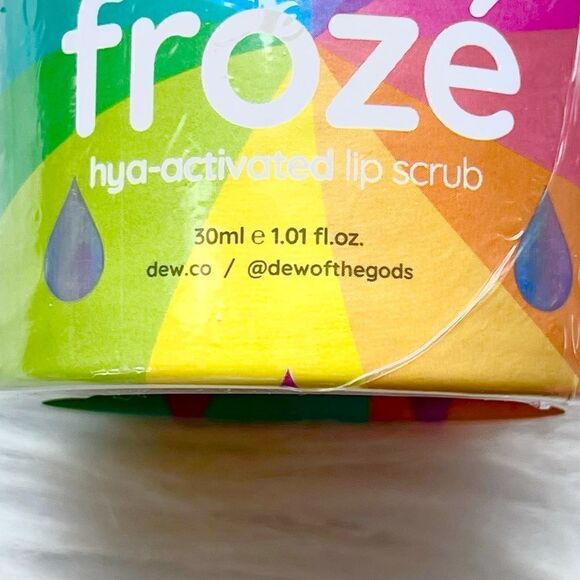 frozé
hya-activated lip scrub
30ml e 1.01 fl.oz.
dew.co / @dewofthegods